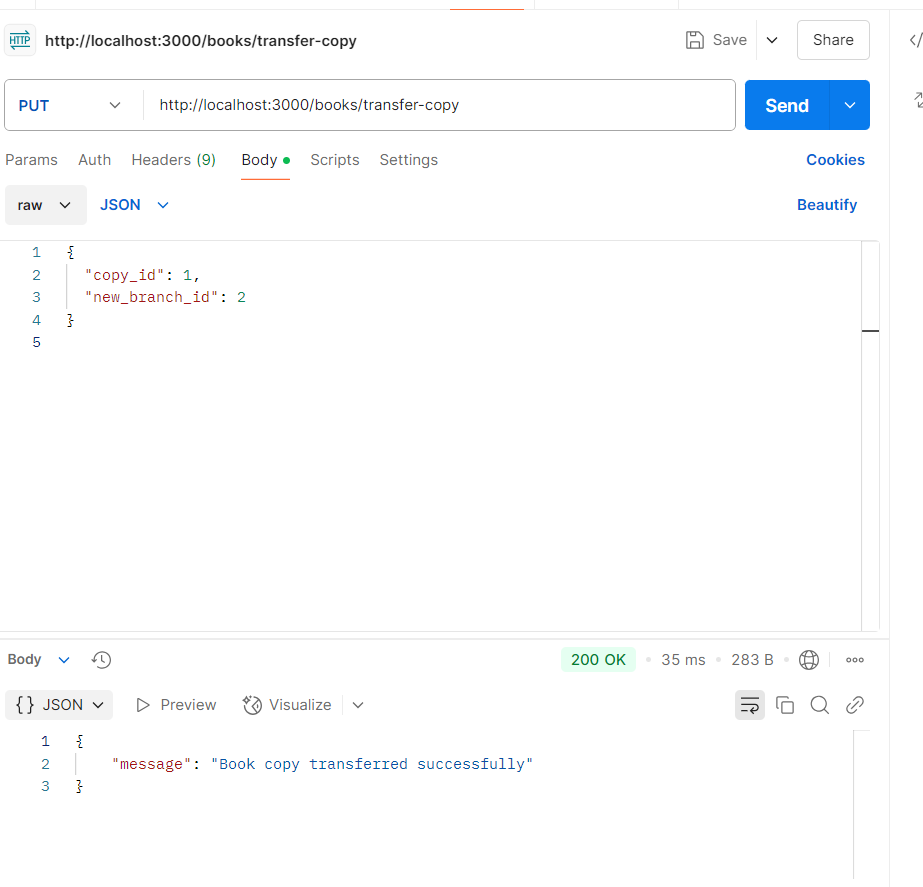 HTTP http://localhost:3000/books/transfer-copy Save Share
PUT http://localhost:3000/books/transfer-copy Send
Params Auth Headers (9) Body Scripts Settings Cookies
raw JSON Beautify
1 {
2 "copy_id": 1,
3 "new_branch_id": 2
4 }
5
Body 200 OK 35 ms 283 B
{} JSON Preview Visualize
1 {
2 "message": "Book copy transferred successfully"
3 }